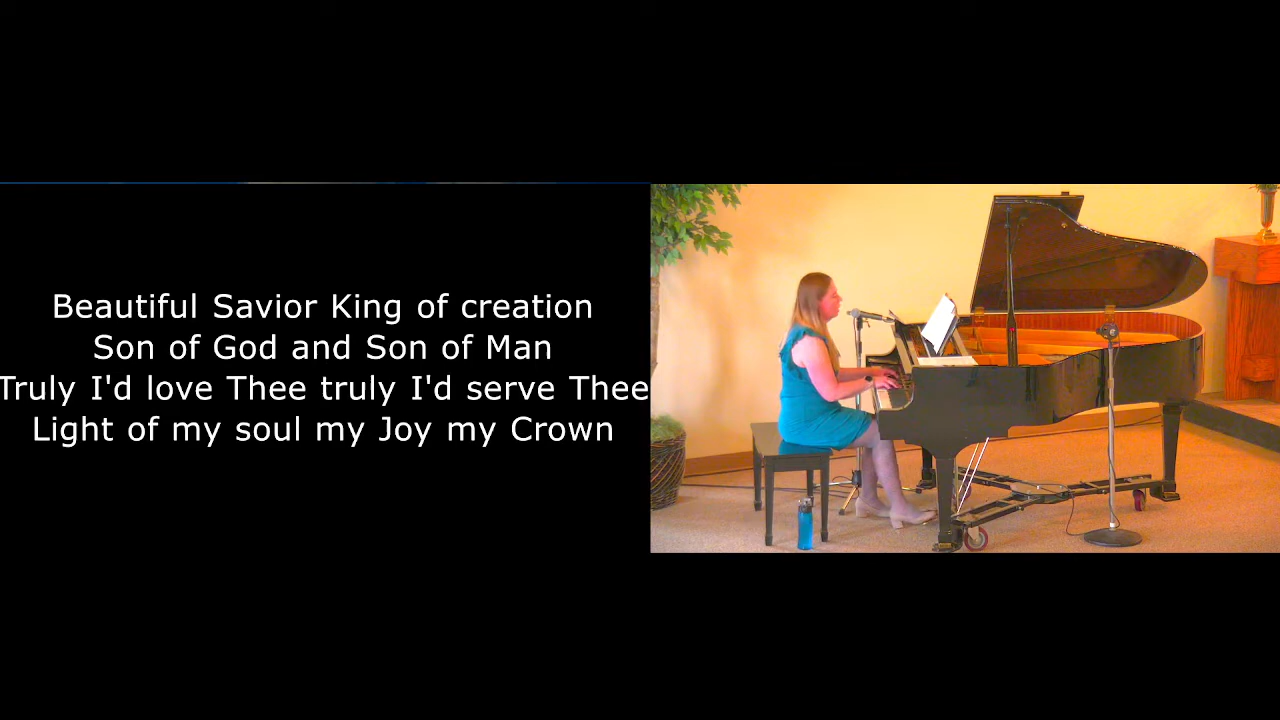 Beautiful Savior King of creation
Son of God and Son of Man
Truly I'd love Thee truly I'd serve Thee
Light of my soul my Joy my Crown